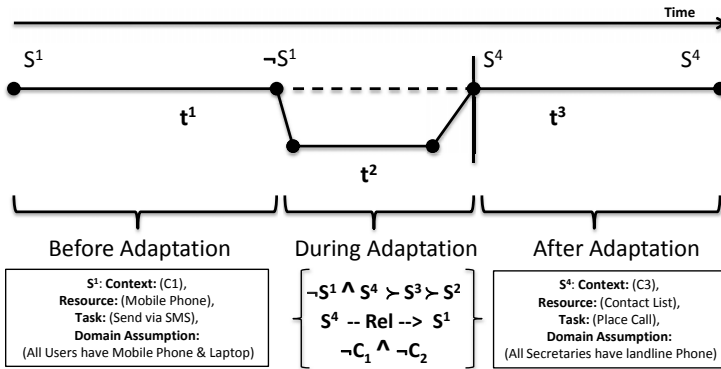 Time
S¹ ¬S¹ S⁴ S⁴
t¹ t² t³
Before Adaptation During Adaptation After Adaptation
S¹: Context: (C1),
Resource: (Mobile Phone),
Task: (Send via SMS),
Domain Assumption:
(All Users have Mobile Phone & Laptop)
¬S¹ ^ S⁴ ≻ S³ ≻ S²
S⁴ -- Rel --> S¹
¬C₁ ^ ¬C₂
S⁴: Context: (C3),
Resource: (Contact List),
Task: (Place Call),
Domain Assumption:
(All Secretaries have landline Phone)